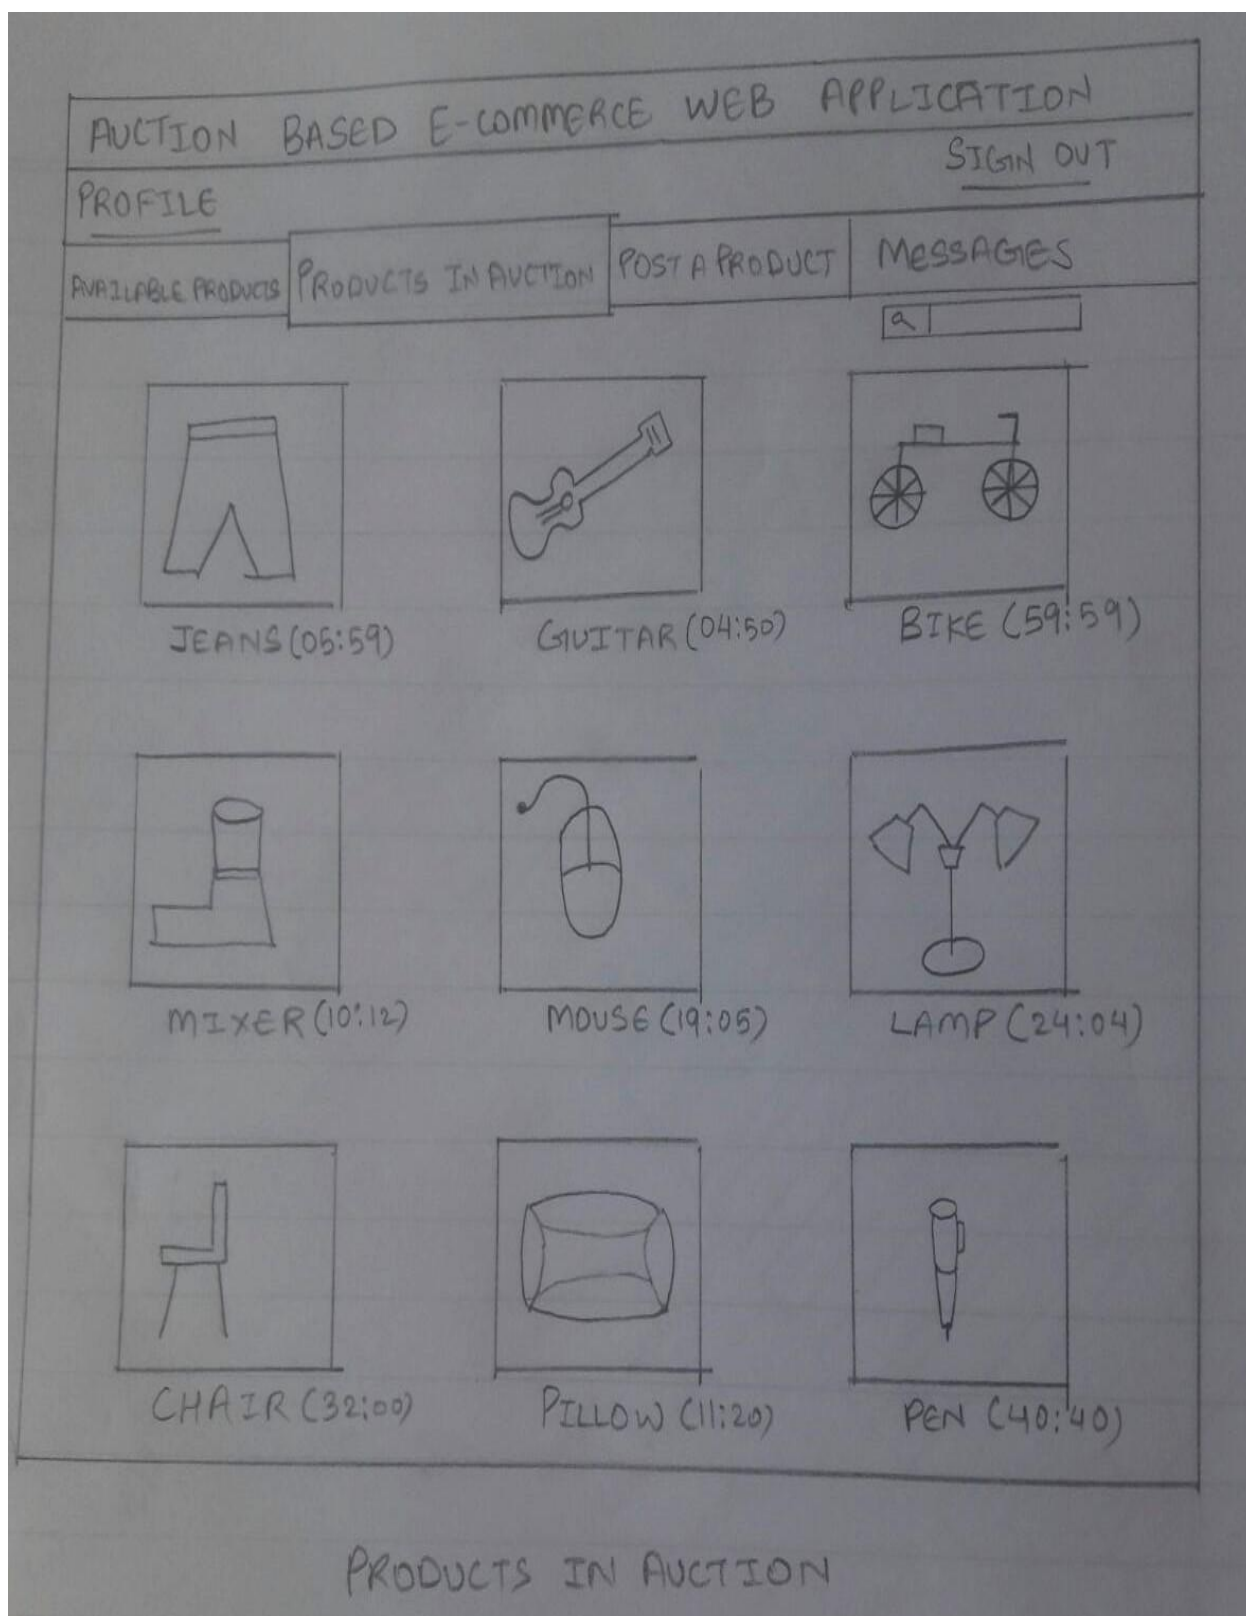 AUCTION BASED E-COMMERCE WEB APPLICATION
SIGN OUT
PROFILE
AVAILABLE PRODUCTS PRODUCTS IN AUCTION POST A PRODUCT MESSAGES
JEANS (05:59) GUITAR (04:50) BIKE (59:59)
MIXER (10:12) MOUSE (19:05) LAMP (24:04)
CHAIR (32:00) PILLOW (11:20) PEN (40:40)
PRODUCTS IN AUCTION